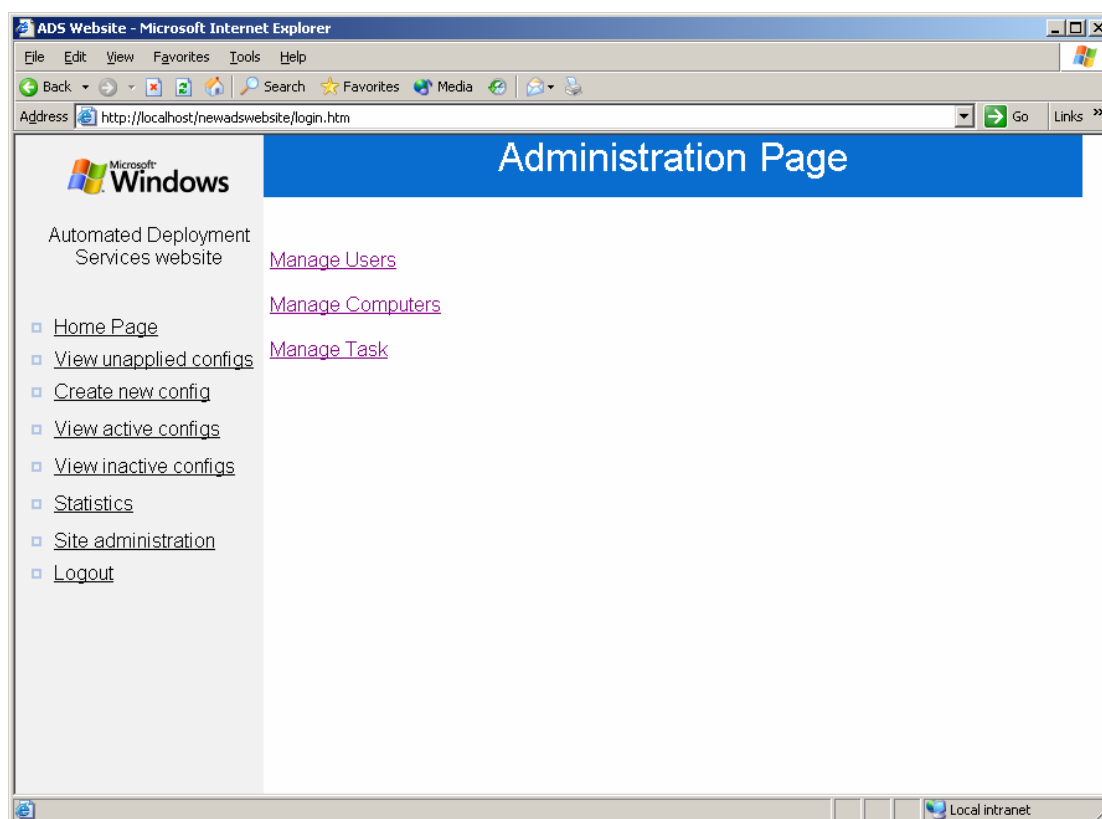 ADS Website - Microsoft Internet Explorer
File Edit View Favorites Tools Help
Back Search Favorites Media
Address http://localhost/newadswebsite/login.htm Go Links »
Microsoft
Windows
Automated Deployment
Services website
Home Page
View unapplied configs
Create new config
View active configs
View inactive configs
Statistics
Site administration
Logout
Administration Page
Manage Users
Manage Computers
Manage Task
Local intranet